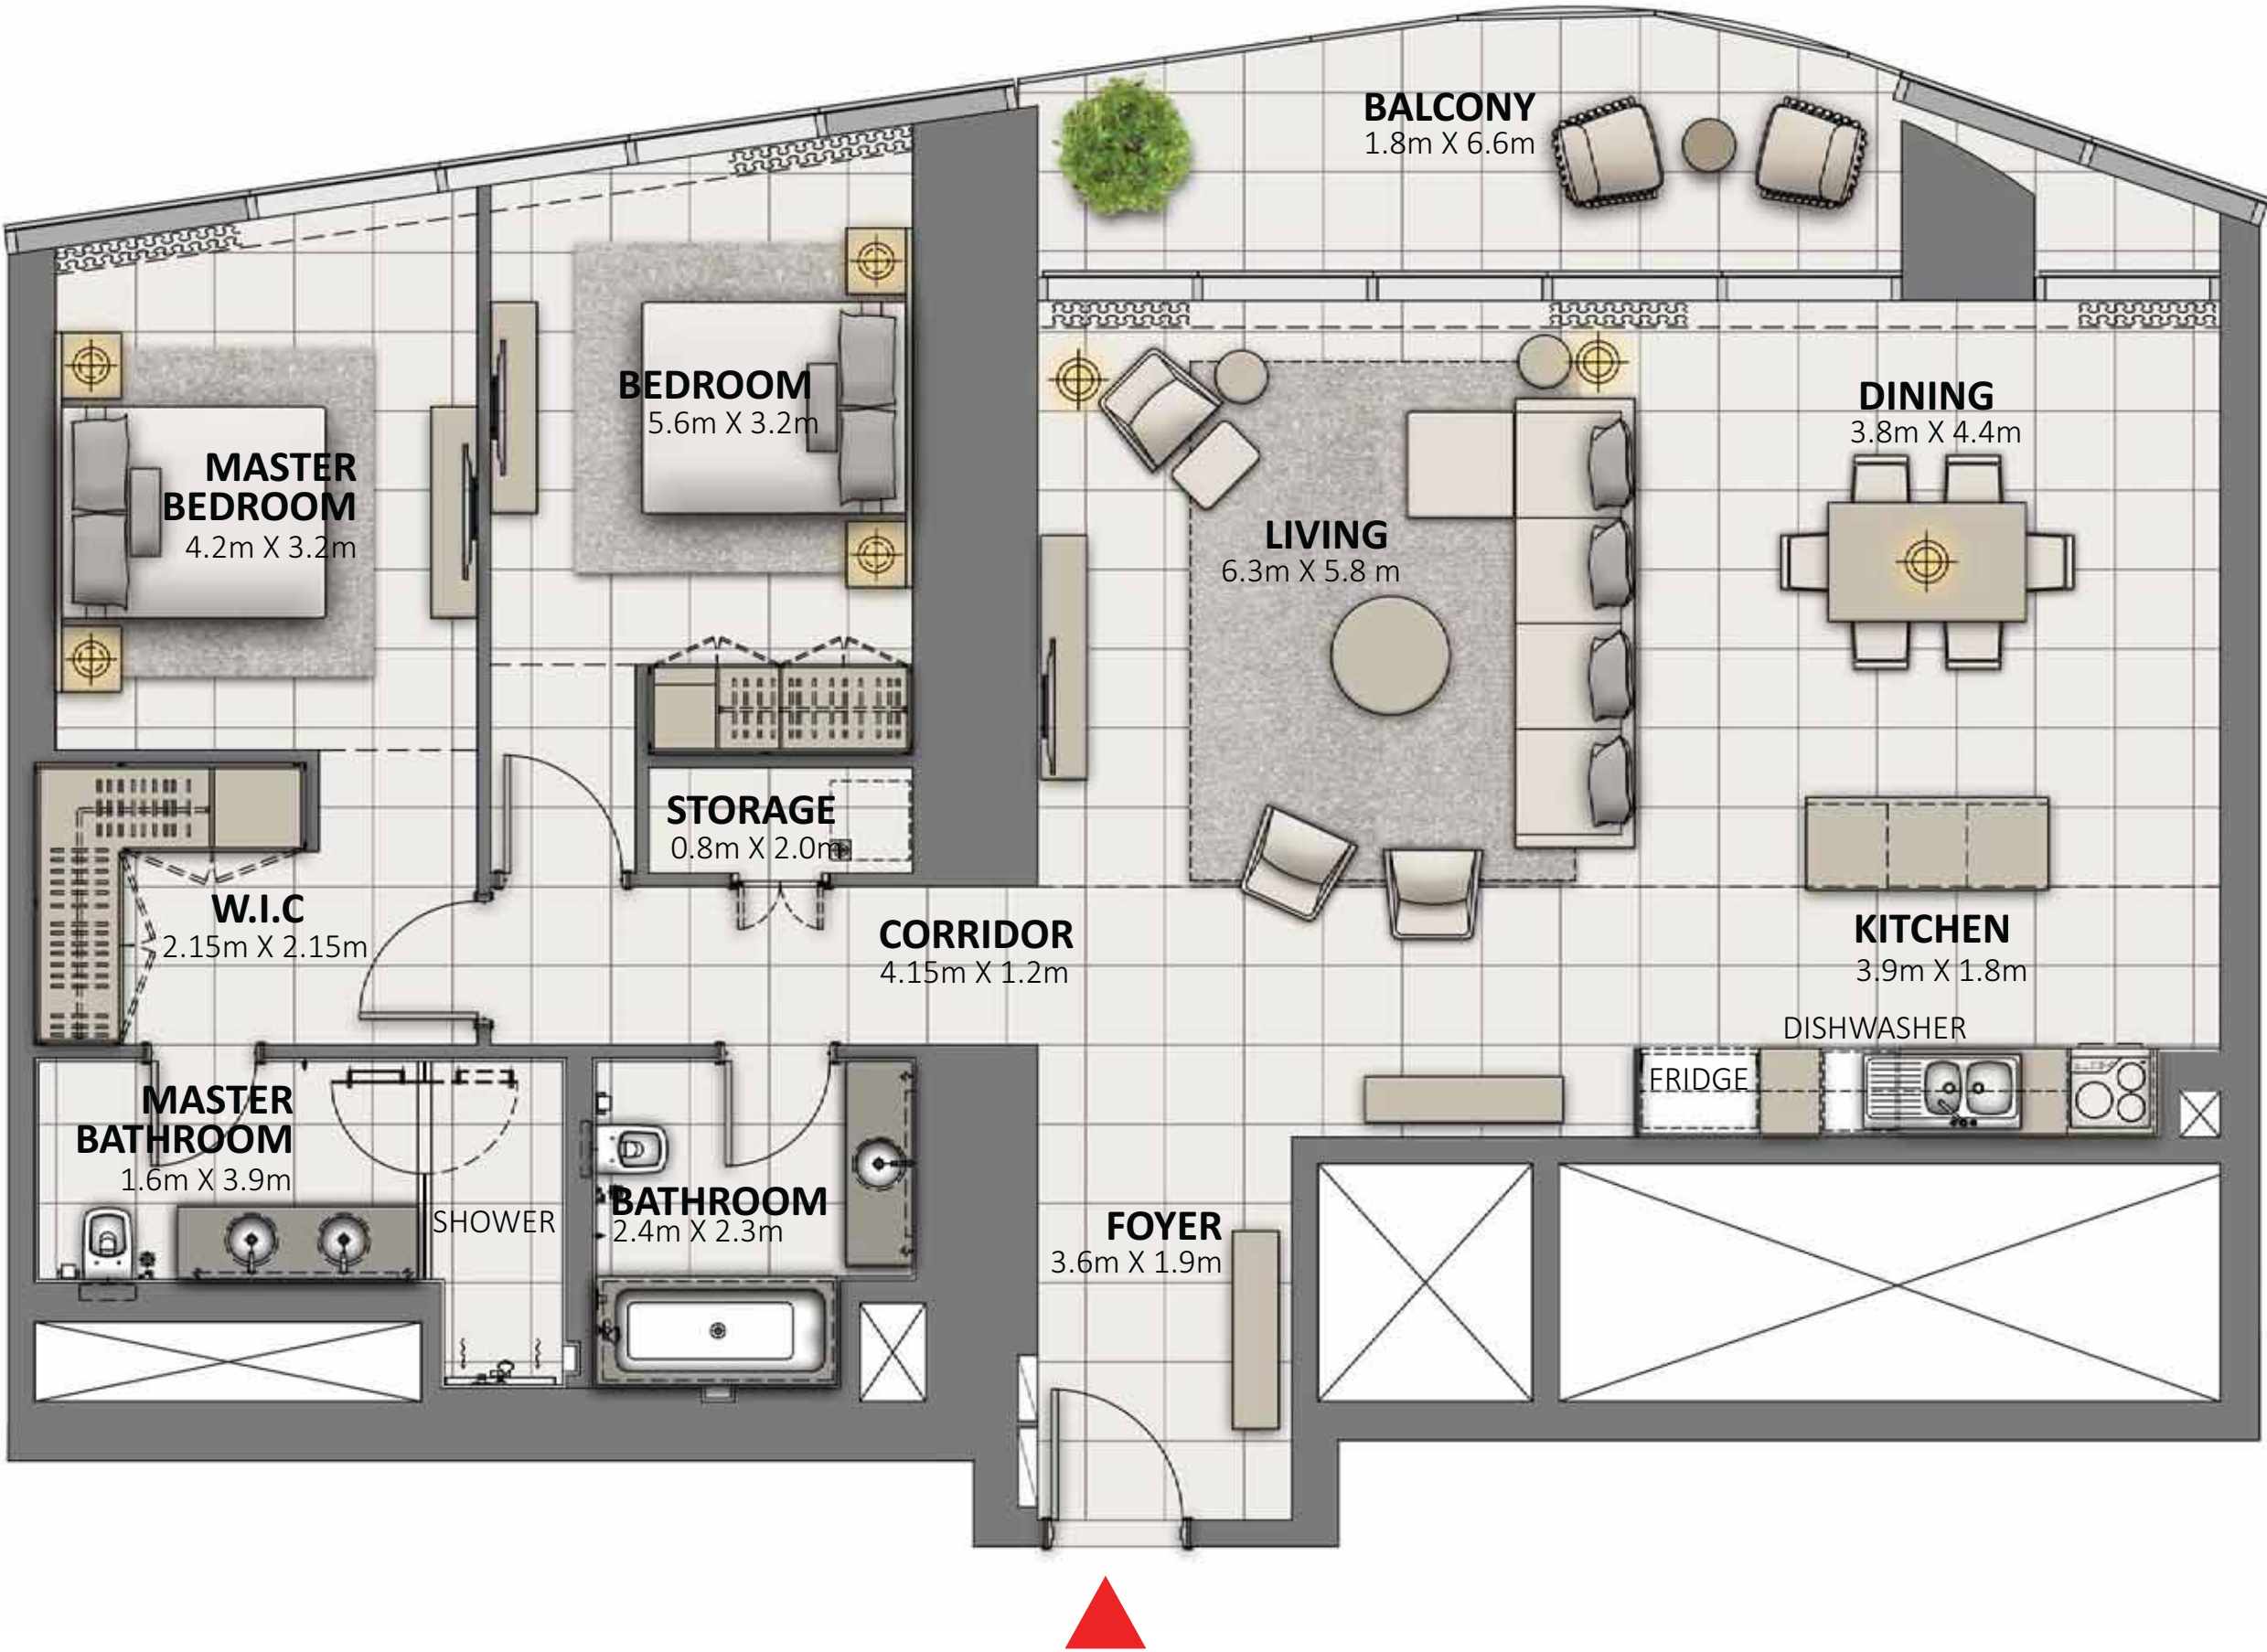 BALCONY
1.8m X 6.6m
BEDROOM
5.6m X 3.2m
DINING
3.8m X 4.4m
MASTER
BEDROOM
4.2m X 3.2m
LIVING
6.3m X 5.8 m
STORAGE
0.8m X 2.0m
W.I.C
2.15m X 2.15m
CORRIDOR
4.15m X 1.2m
KITCHEN
3.9m X 1.8m
DISHWASHER
FRIDGE
MASTER
BATHROOM
1.6m X 3.9m
SHOWER
BATHROOM
2.4m X 2.3m
FOYER
3.6m X 1.9m